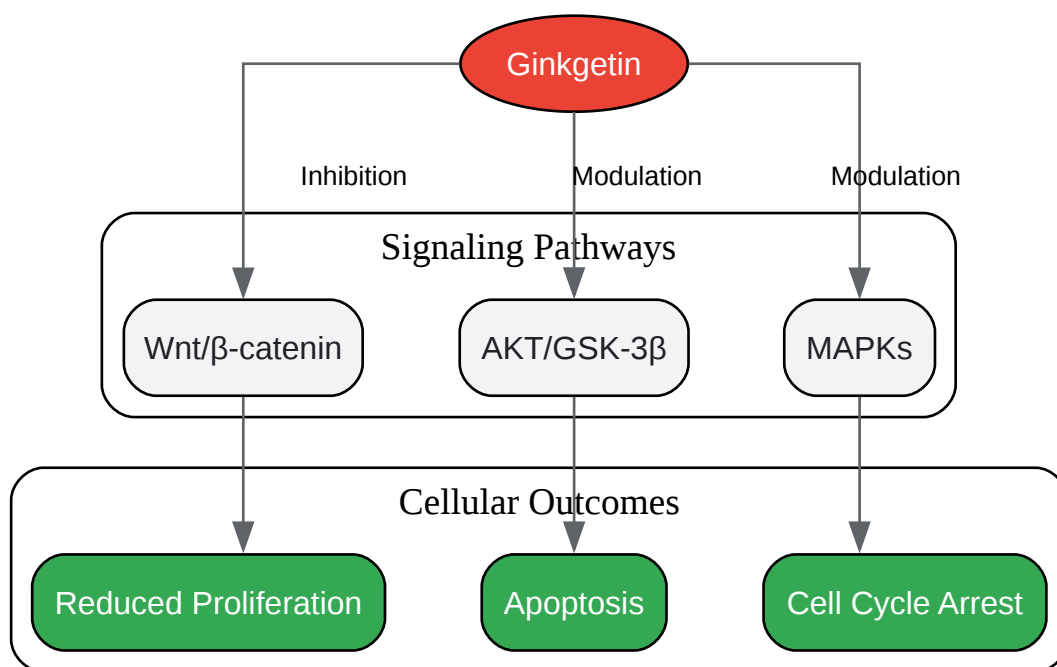 Ginkgetin
Inhibition
Modulation
Modulation
Signaling Pathways
Wnt/β-catenin
AKT/GSK-3β
MAPKs
Cellular Outcomes
Reduced Proliferation
Apoptosis
Cell Cycle Arrest